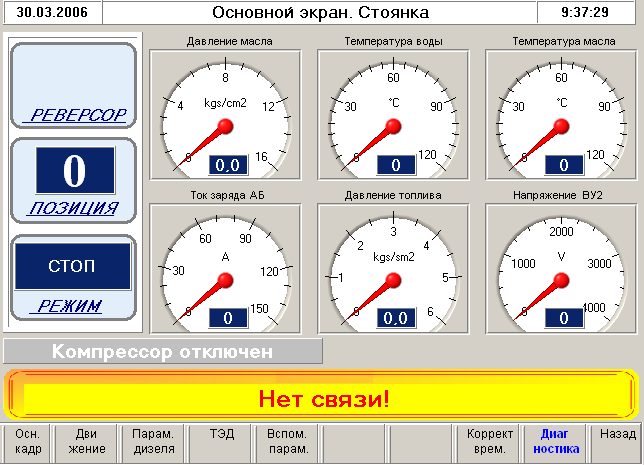 30.03.2006 Основной экран. Стоянка 9:37:29
РЕВЕРСОР
0
ПОЗИЦИЯ
СТОП
РЕЖИМ
Давление масла
0 4 8 12 16
kgs/cm2
0,0
Температура воды
0 30 60 90 120
°C
0
Температура масла
0 30 60 90 120
°C
0
Ток заряда АБ
0 30 60 90 120 150
A
0
Давление топлива
0 1 2 3 4 5 6
kgs/sm2
0,0
Напряжение ВУ2
0 1000 2000 3000 4000
V
0
Компрессор отключен
Нет связи!
Осн.
кадр
Дви
жение
Парам.
дизеля
ТЭД
Вспом.
парам.
Коррект
врем.
Диаг
ностика
Назад